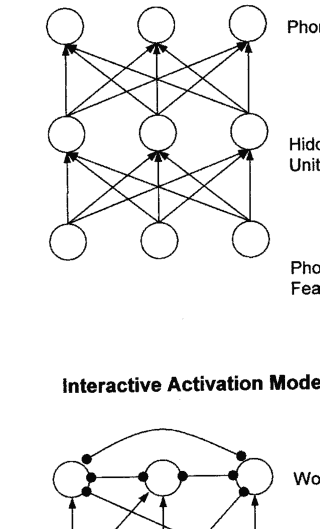 Phon
Hidd
Unit
Pho
Fea
Interactive Activation Mode
Wo